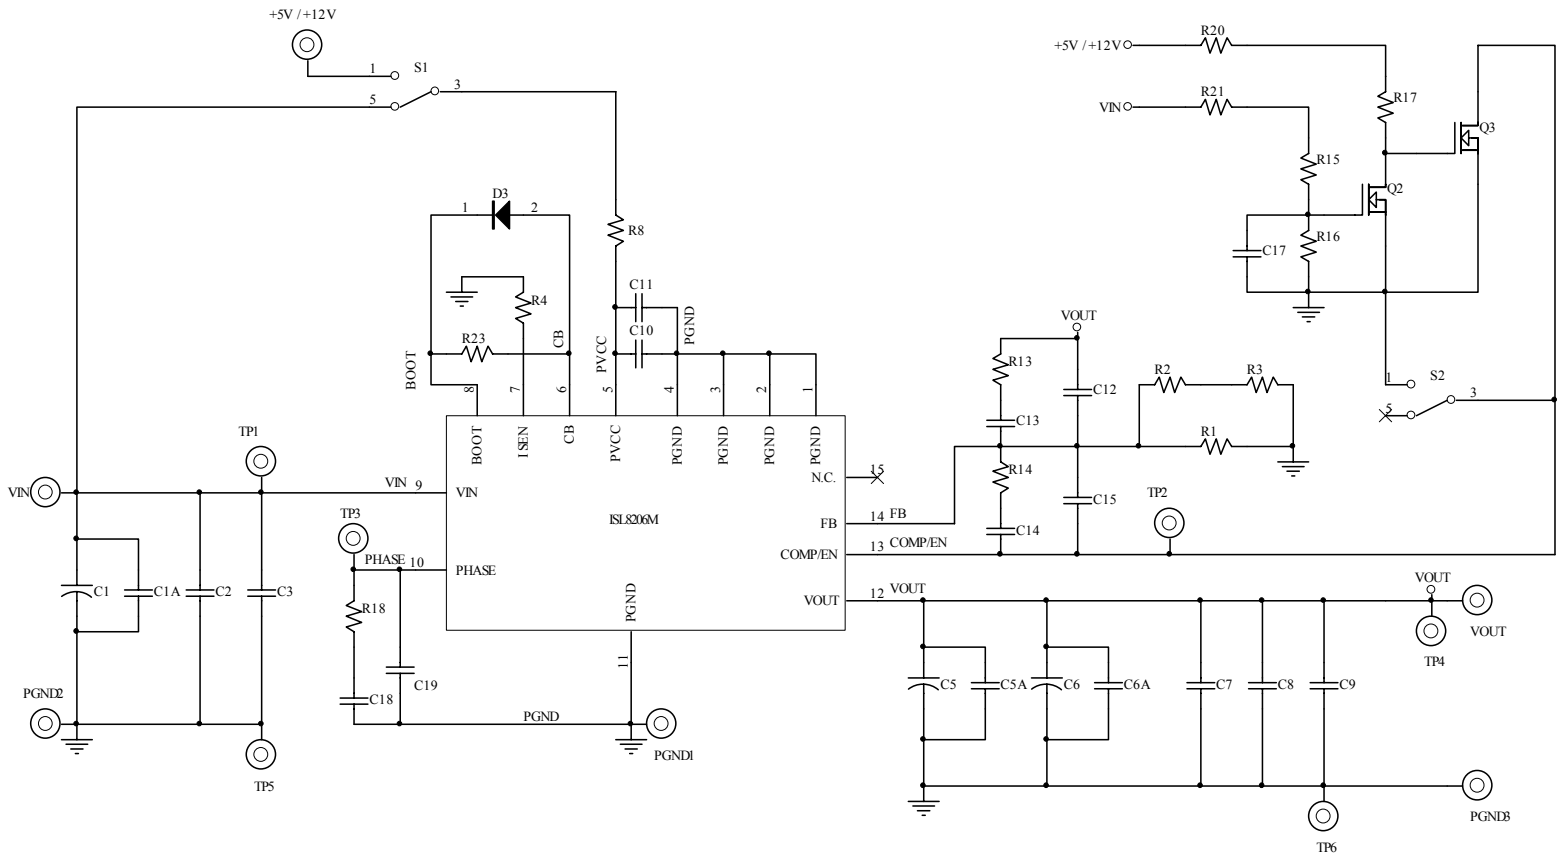 +5V / +12V
1
S1
3
5
+5V / +12V
R20
VIN
R21
R17
Q3
R15
Q2
R16
C17
D3
1
2
R8
C11
R4
C10
R23
CB
PVCC
PGND
BOOT
8
7
6
5
4
3
2
1
VOUT
R13
C12
C13
R2
R3
R1
1
S2
3
5
TP1
BOOT
ISEN
CB
PVCC
PGND
PGND
PGND
PGND
N.C.
15
R14
C15
TP2
VIN
VIN
9
VIN
ISL8206M
FB
14
FB
C14
TP3
COMP/EN
13
COMP/EN
PHASE
10
PHASE
C1
C1A
C2
C3
R18
PGND
VOUT
12
VOUT
VOUT
VOUT
TP4
11
C19
C18
C5
C5A
C6
C6A
C7
C8
C9
PGND2
PGND
PGND1
TP5
PGND3
TP6